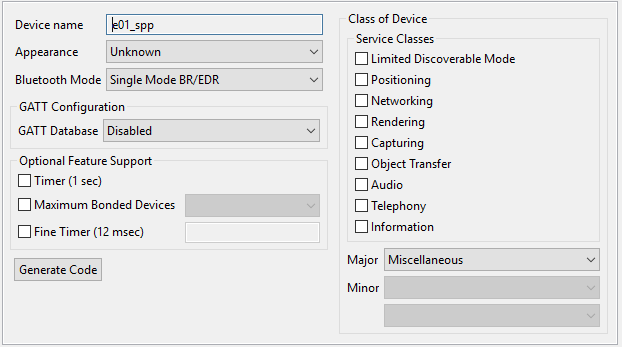 Device name e01_spp
Appearance Unknown
Bluetooth Mode Single Mode BR/EDR
GATT Configuration
GATT Database Disabled
Optional Feature Support
Timer (1 sec)
Maximum Bonded Devices
Fine Timer (12 msec)
Generate Code
Class of Device
Service Classes
Limited Discoverable Mode
Positioning
Networking
Rendering
Capturing
Object Transfer
Audio
Telephony
Information
Major Miscellaneous
Minor